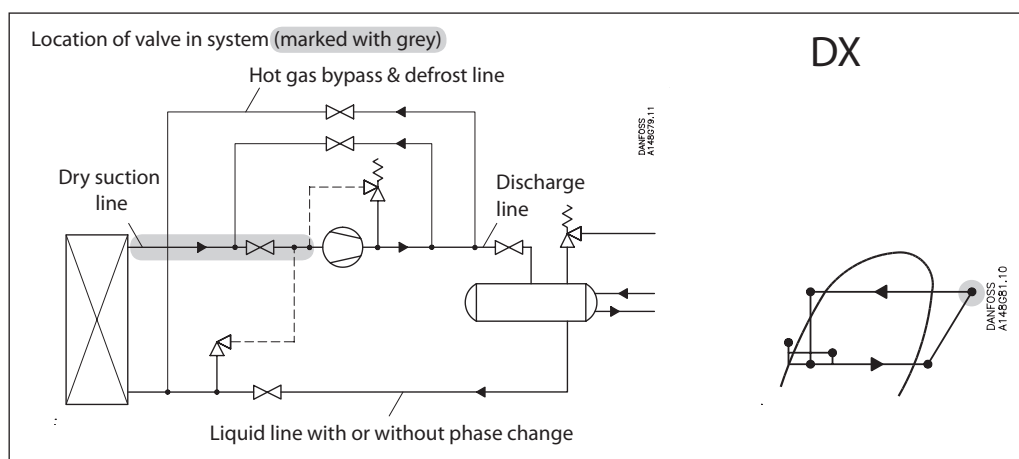 Location of valve in system (marked with grey)
DX
Hot gas bypass & defrost line
DANFOSS
A148G79.11
Dry suction
line
Discharge
line
DANFOSS
A148G81.10
Liquid line with or without phase change